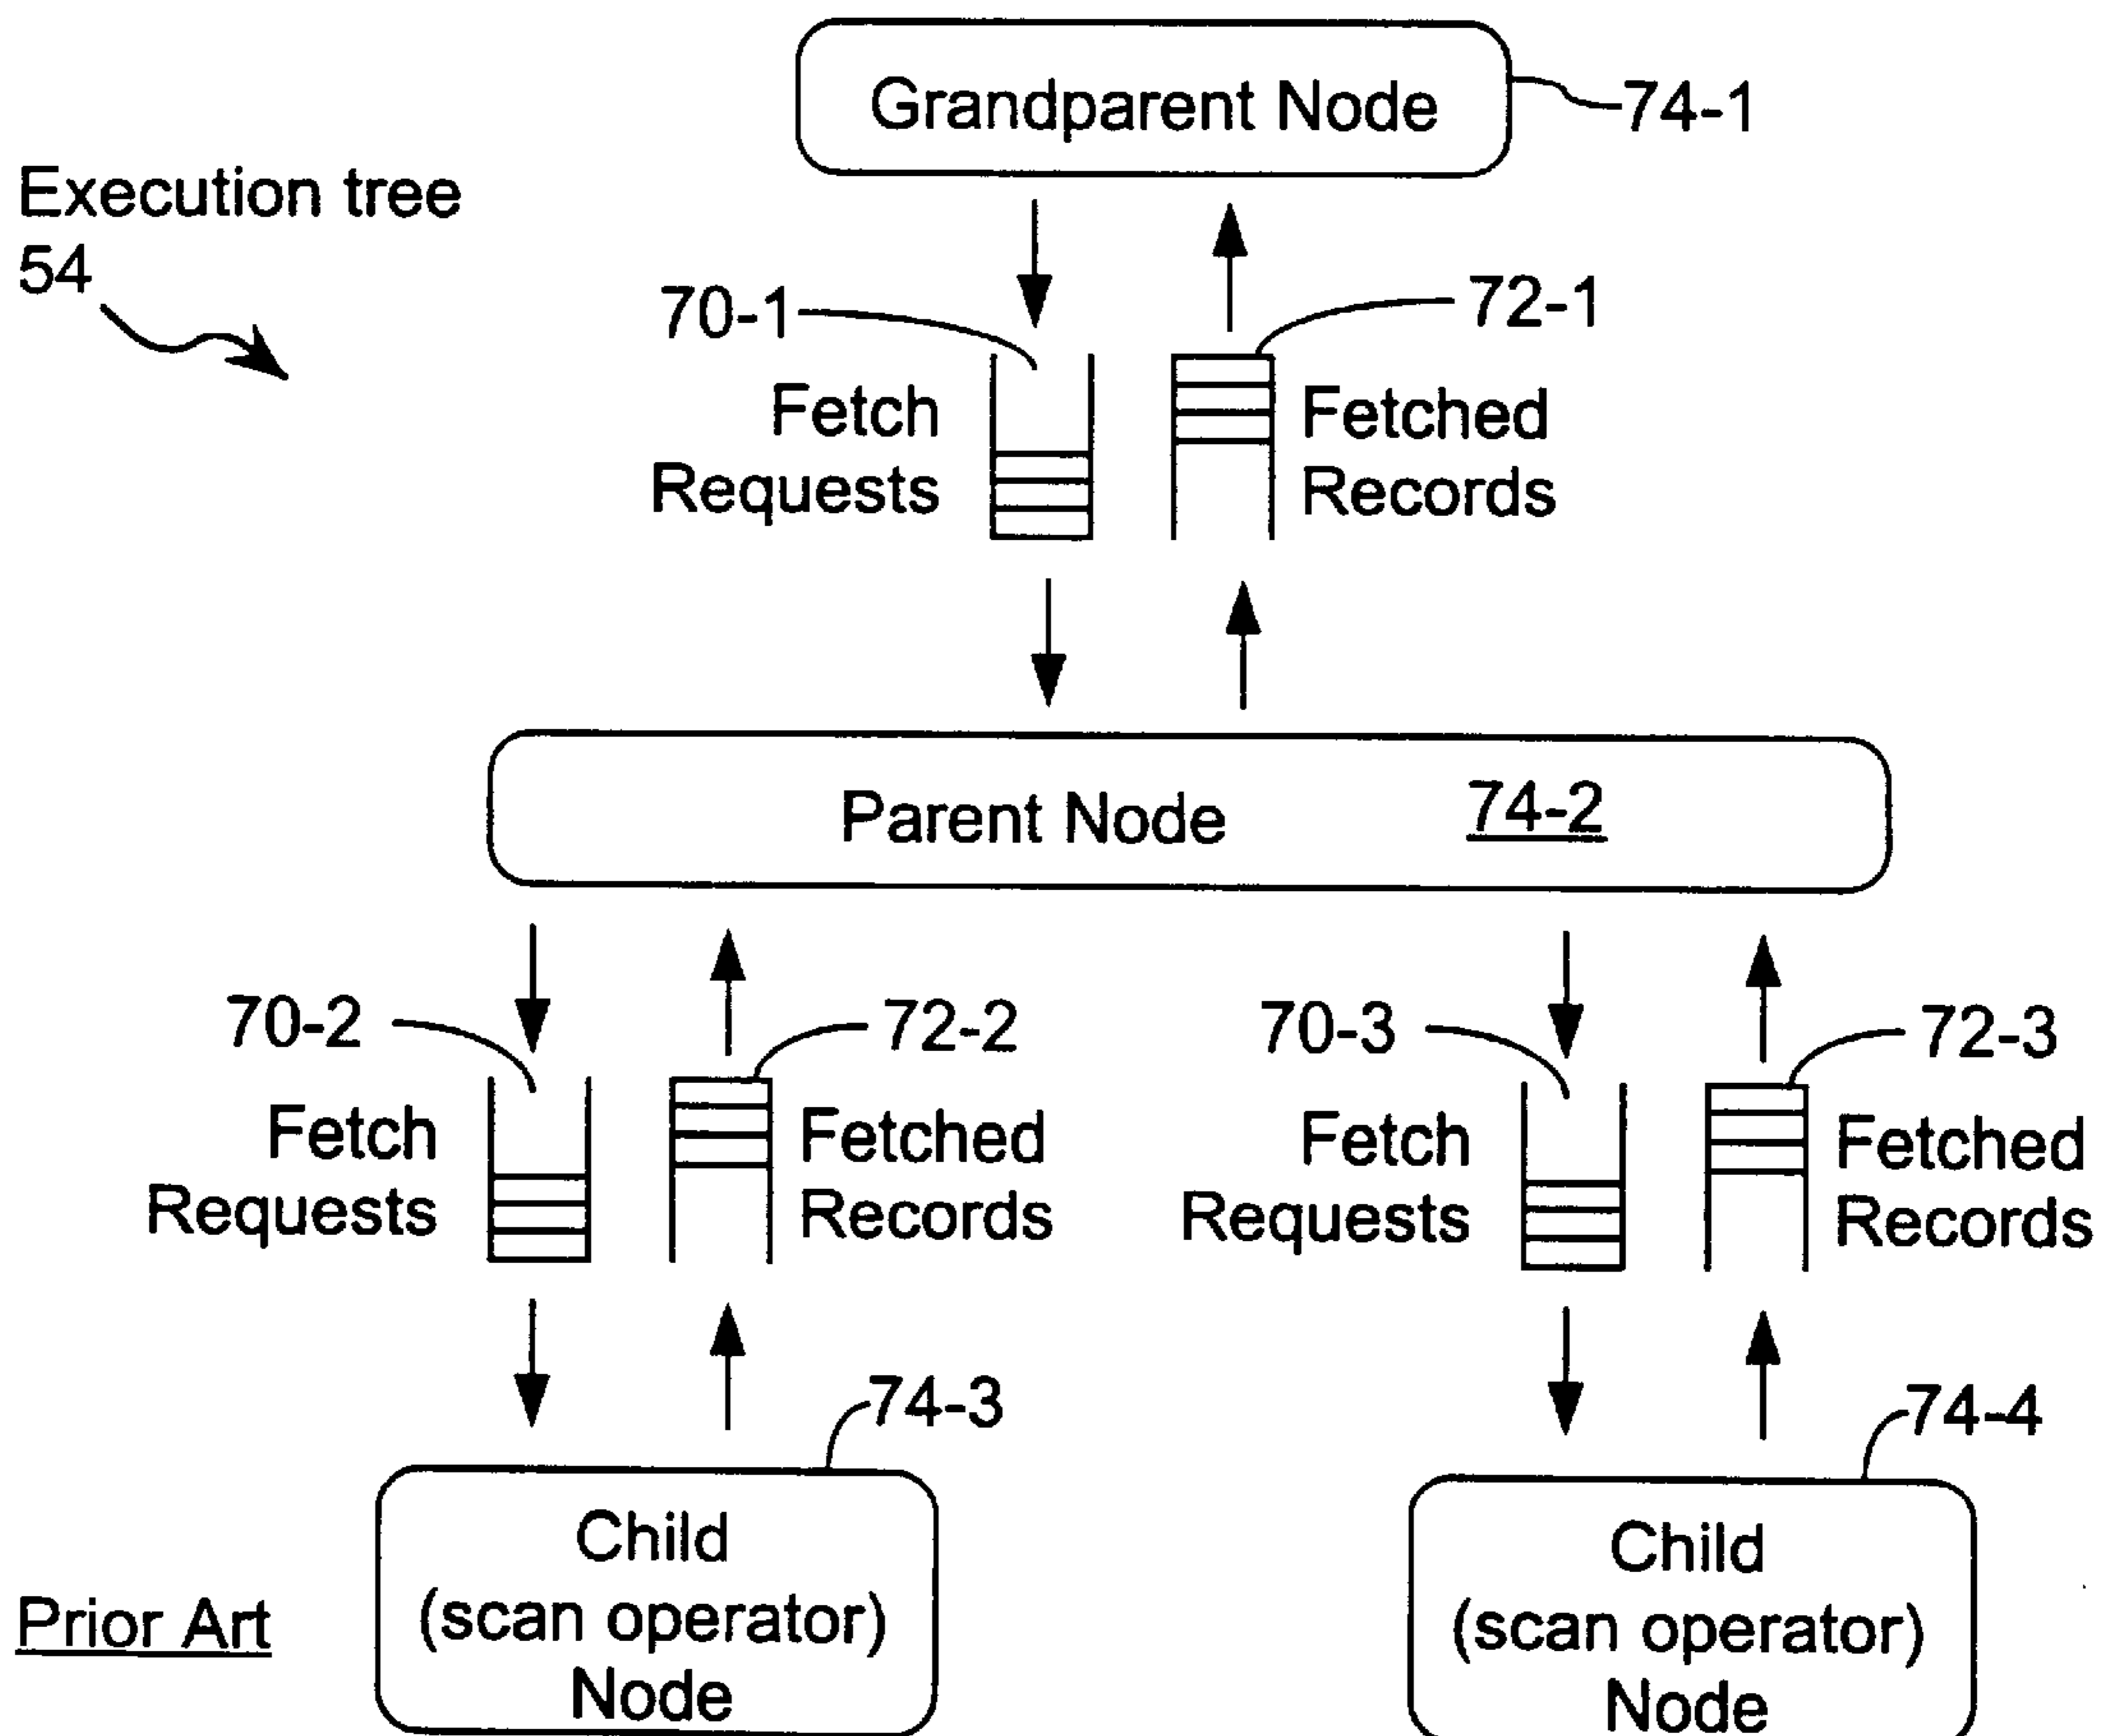 Grandparent Node
74-1
Execution tree
54
70-1
72-1
Fetch
Requests
Fetched
Records
Parent Node 74-2
70-2
72-2
70-3
72-3
Fetch
Requests
Fetched
Records
Fetch
Requests
Fetched
Records
74-3
74-4
Child
(scan operator)
Node
Child
(scan operator)
Node
Prior Art